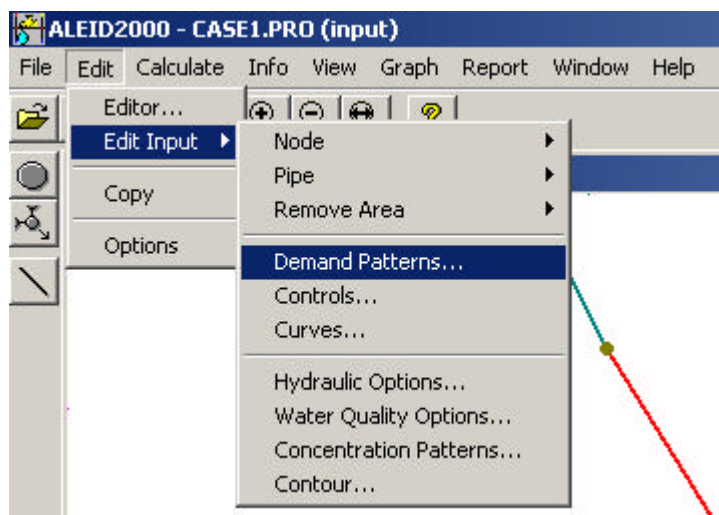 ALEID2000 - CASE1.PRO (input)
File Edit Calculate Info View Graph Report Window Help
Editor...
Edit Input
Copy
Options
Node
Pipe
Remove Area
Demand Patterns...
Controls...
Curves...
Hydraulic Options...
Water Quality Options...
Concentration Patterns...
Contour...